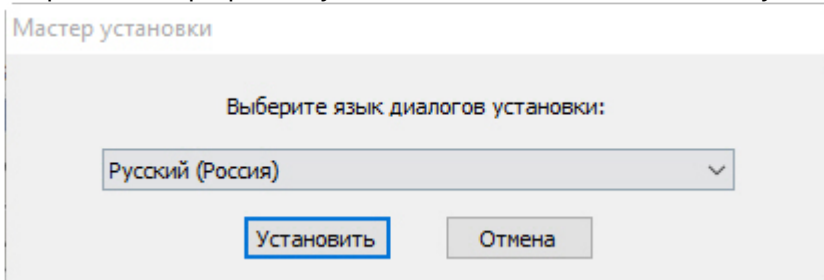 Мастер установки
Выберите язык диалогов установки:
Русский (Россия)
Установить
Отмена